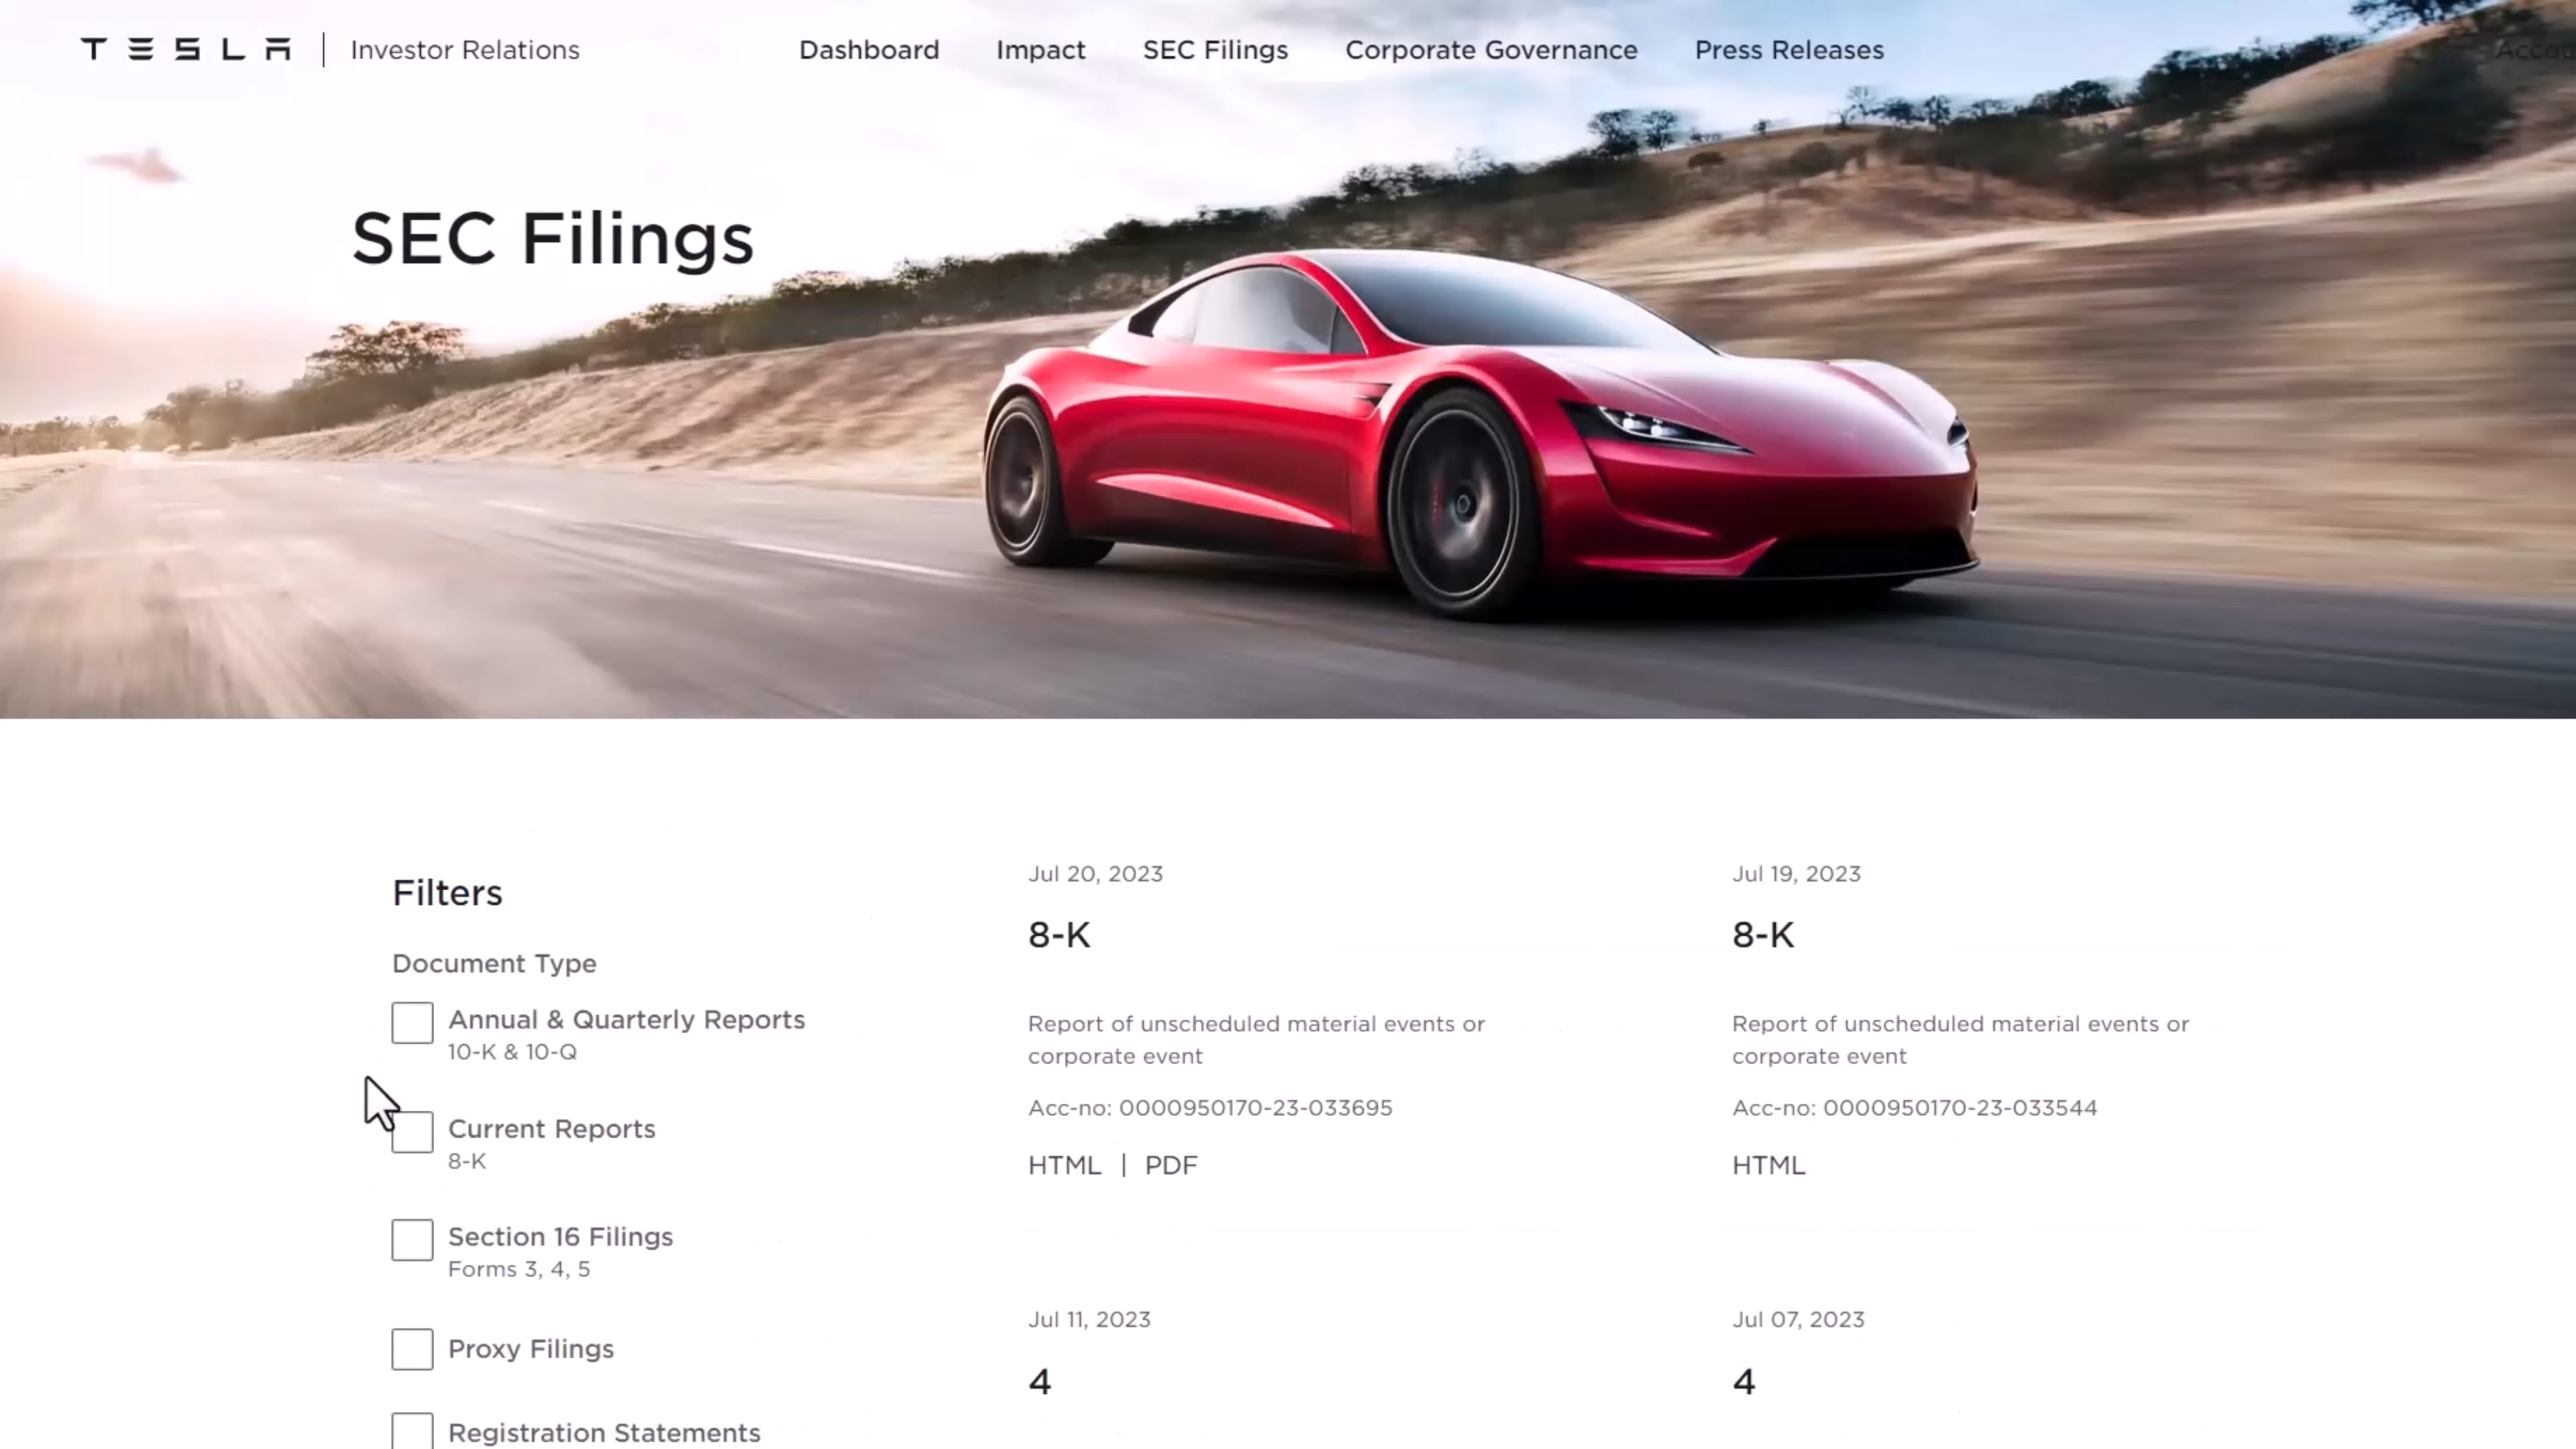 TESLA | Investor Relations
Dashboard
Impact
SEC Filings
Corporate Governance
Press Releases
SEC Filings
Filters
Document Type
Annual & Quarterly Reports
10-K & 10-Q
Current Reports
8-K
Section 16 Filings
Forms 3, 4, 5
Proxy Filings
Registration Statements
Jul 20, 2023
8-K
Report of unscheduled material events or
corporate event
Acc-no: 0000950170-23-033695
HTML | PDF
Jul 19, 2023
8-K
Report of unscheduled material events or
corporate event
Acc-no: 0000950170-23-033544
HTML
Jul 11, 2023
4
Jul 07, 2023
4